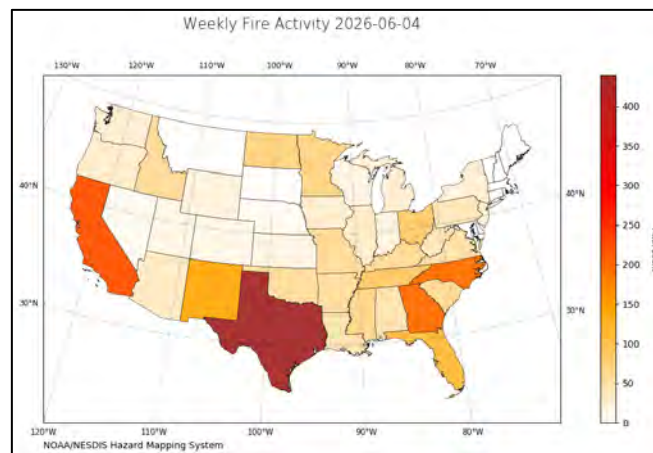 Weekly Fire Activity 2026-06-04
130°W 120°W 110°W 100°W 90°W 80°W 70°W
400
350
300
250
200
150
100
50
0
40°N 40°N
30°N 30°N
120°W 110°W 100°W 90°W 80°W
NOAA/NESDIS Hazard Mapping System